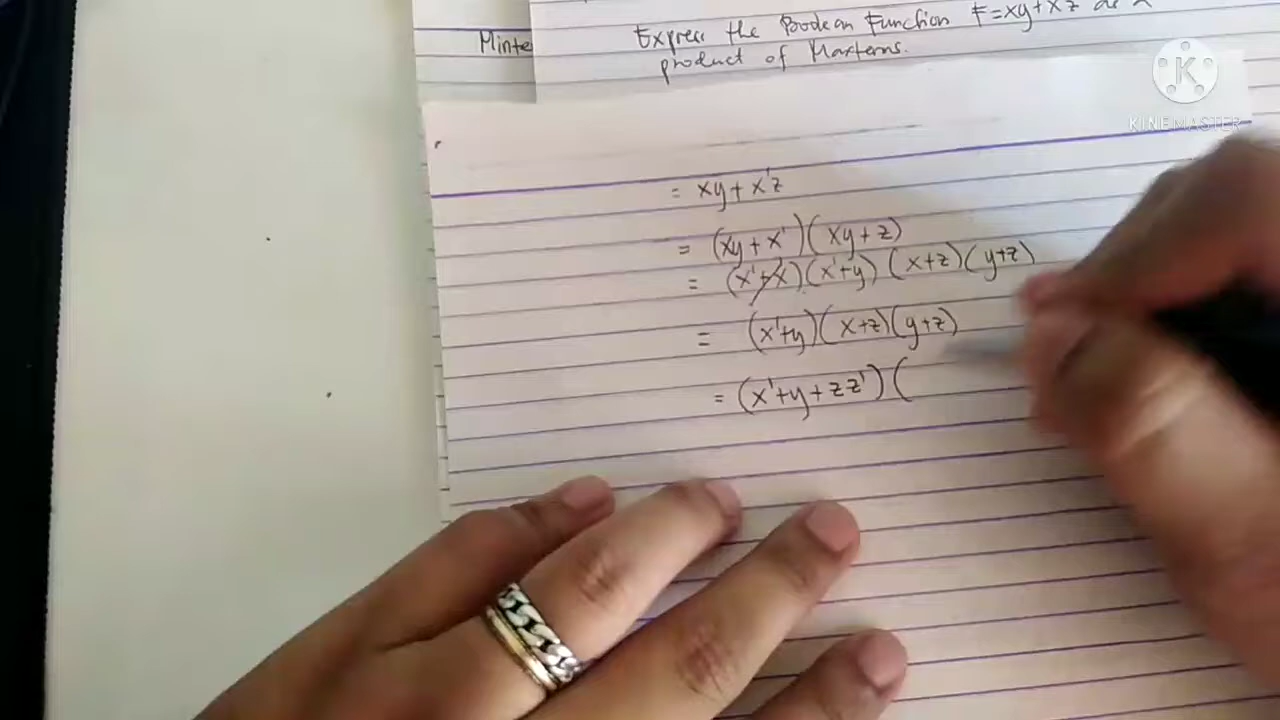 Express the Boolean Function F=xy+x'z as a
Minte
product of Maxterms.
K
KINEMASTER
= xy + x'z
= (xy + x')(xy + z)
= (x'+x)(x'+y)(x+z)(y+z)
= (x'+y)(x+z)(y+z)
= (x'+y+zz')(